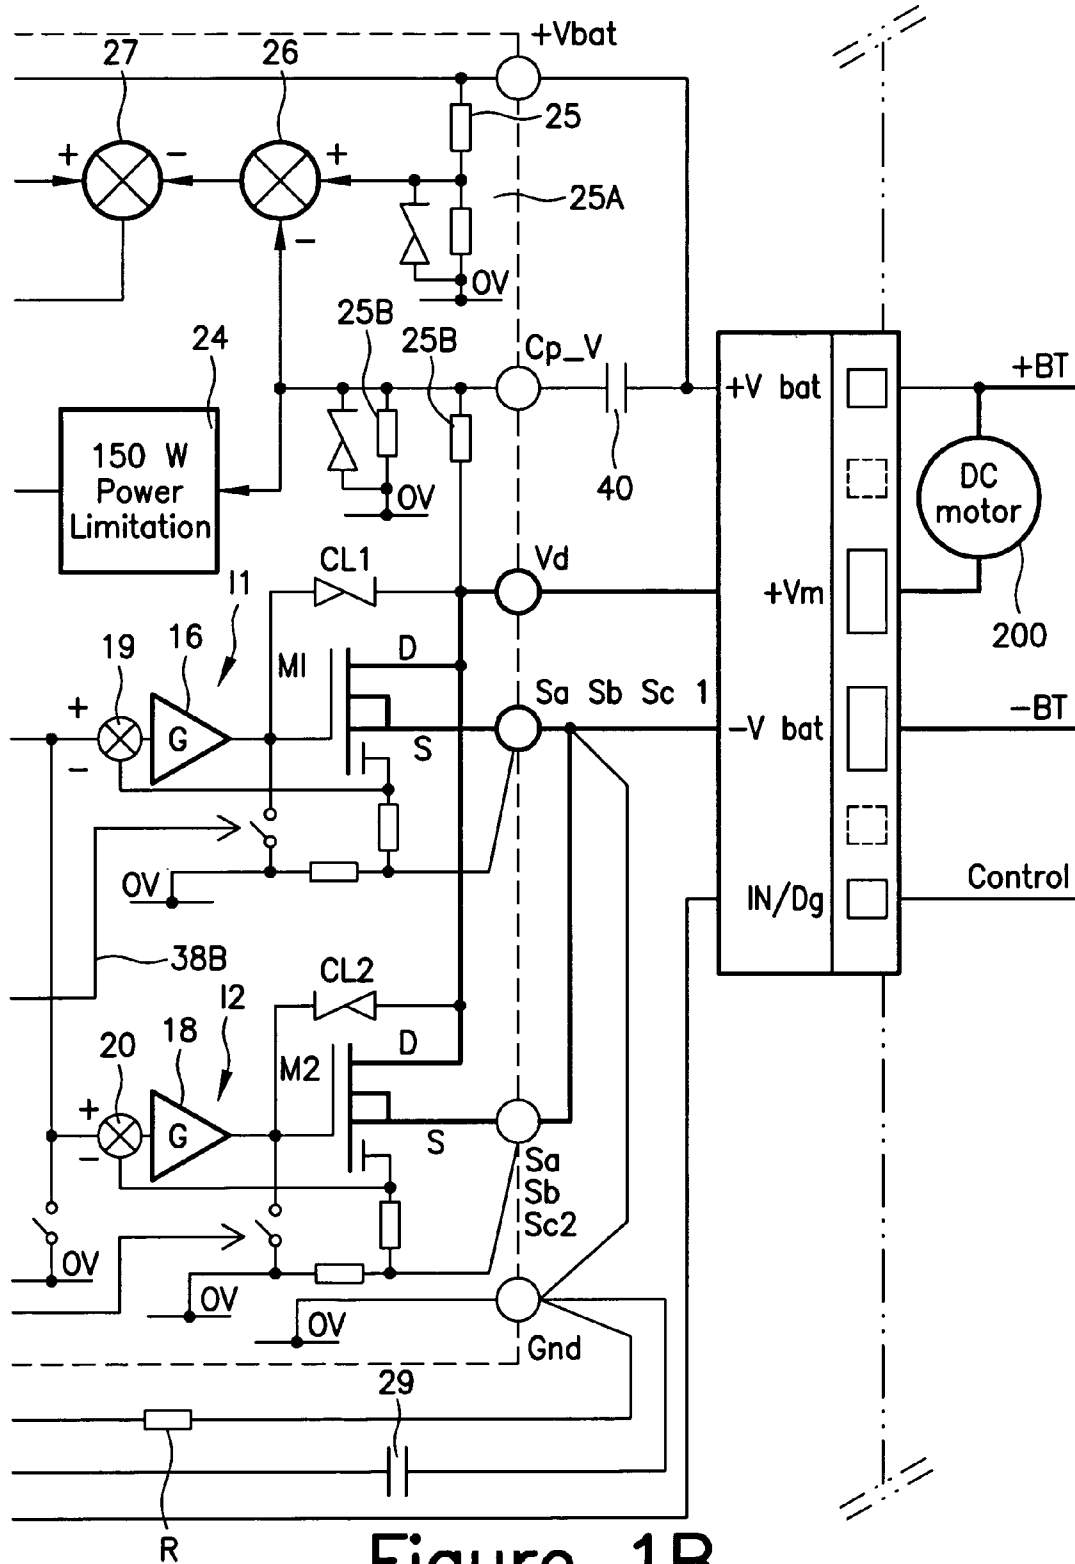 +Vbat
27
26
25
+
−
+
25A
−
0V
25B
25B
Cp_V
24
+V bat
+BT
150 W
Power
Limitation
0V
40
DC
motor
CL1
Vd
I1
+Vm
200
19
16
M1
D
Sa Sb Sc 1
+
G
−
S
−V bat
−BT
0V
IN/Dg
Control
38B
CL2
I2
20
18
M2
D
+
G
−
S
Sa
Sb
Sc2
0V
0V
0V
Gnd
29
R
Figure 1B